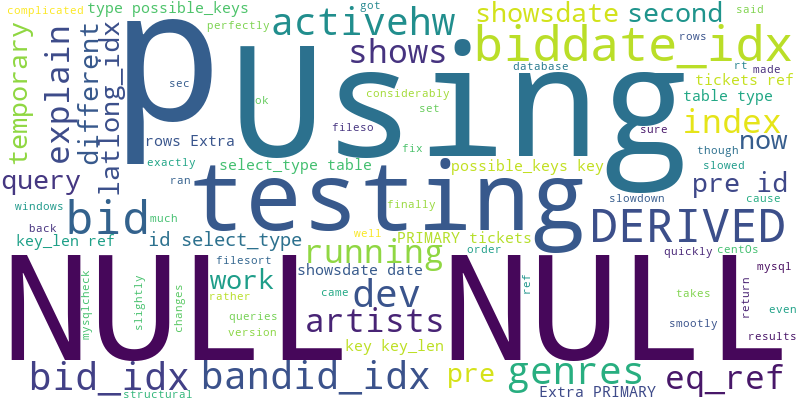 complicated
type possible_keys
got
showsdate
second
said
p
perfectly
activehw
biddate_idx
rows
temporary
explain
different
latlong_idx
using
shows
database
rt
made
sec
considerably
tickets ref
ok
set
table type
fileso
index
sure
rows Extra
fix
now
though
exactly
select_type table
possible_keys key
slowed
query
ran
testing
pre id
windows
finally
slowdown
cause
bid
much
DERIVED
back
well
key_len ref
id select_type
PRIMARY tickets
running
order
quickly
centOs
NULL NULL
filesort
showsdate date
mysql
mysqlcheck
slightly
changes
work
rather
came
dev
ref
takes
return
even
queries
artists
smootly
version
results
key key_len
bid_idx
bandid_idx
pre
genres
eq_ref
structural
Extra PRIMARY